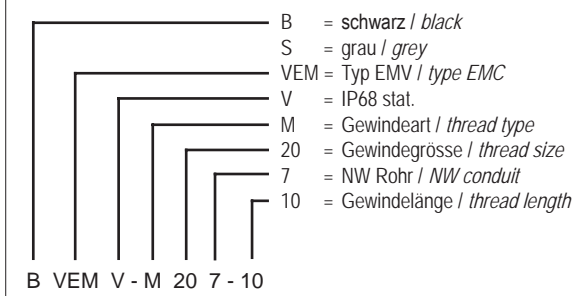 B = schwarz / black
S = grau / grey
VEM = Typ EMV / type EMC
V = IP68 stat.
M = Gewindeart / thread type
20 = Gewindegrösse / thread size
7 = NW Rohr / NW conduit
10 = Gewindelänge / thread length
B VEM V - M 20 7 - 10